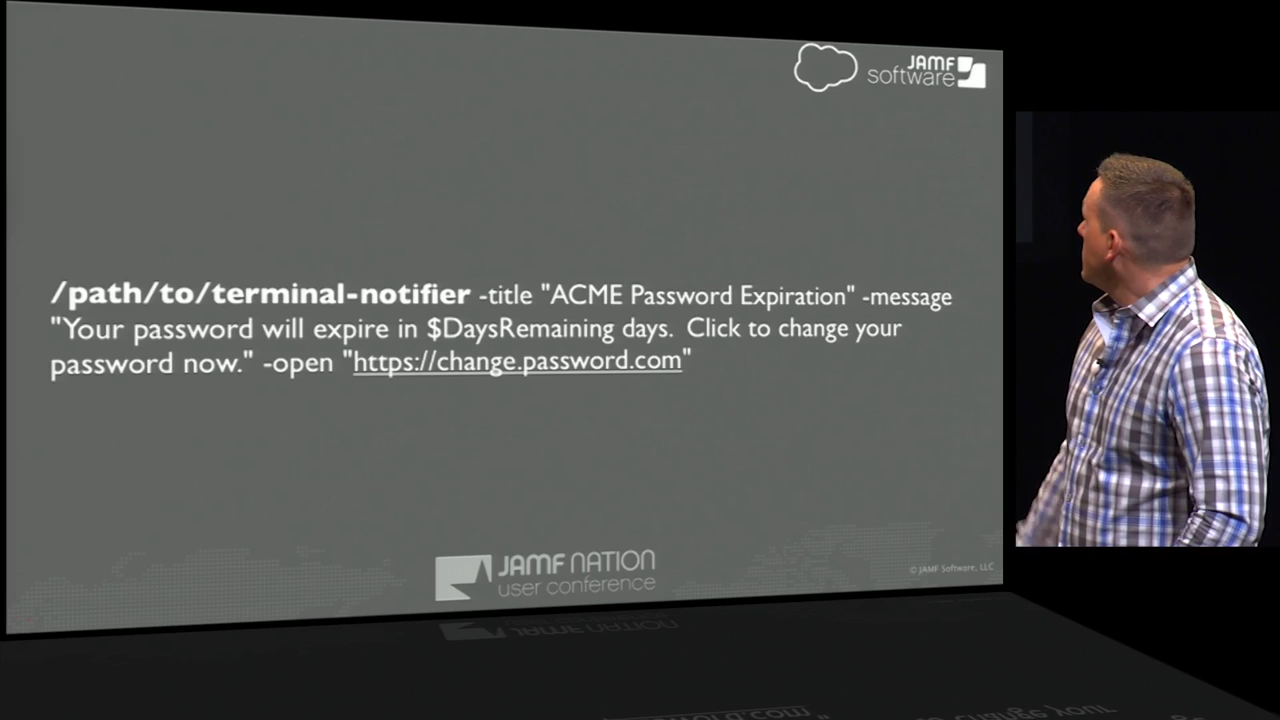 JAMF
software
/path/to/terminal-notifier -title "ACME Password Expiration" -message
"Your password will expire in $DaysRemaining days.  Click to change your
password now." -open "https://change.password.com"
JAMF NATION
user conference
© JAMF Software, LLC